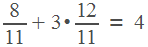 8/11 + 3 • 12/11 = 4